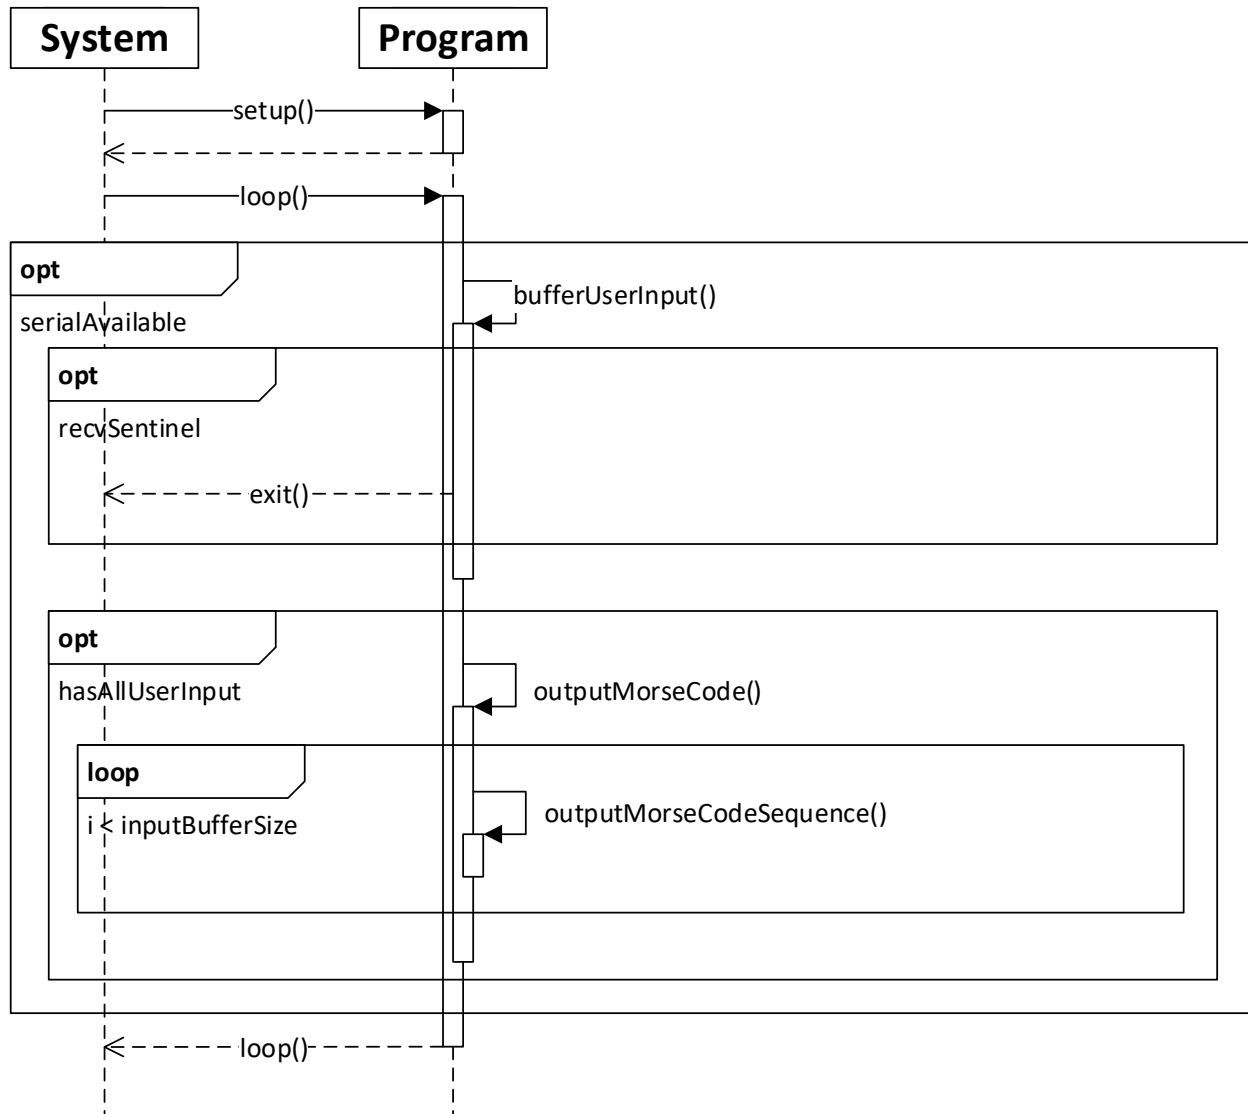 System
Program
setup()
loop()
opt
serialAvailable
bufferUserInput()
opt
recvSentinel
exit()
opt
hasAllUserInput
outputMorseCode()
loop
i < inputBufferSize
outputMorseCodeSequence()
loop()